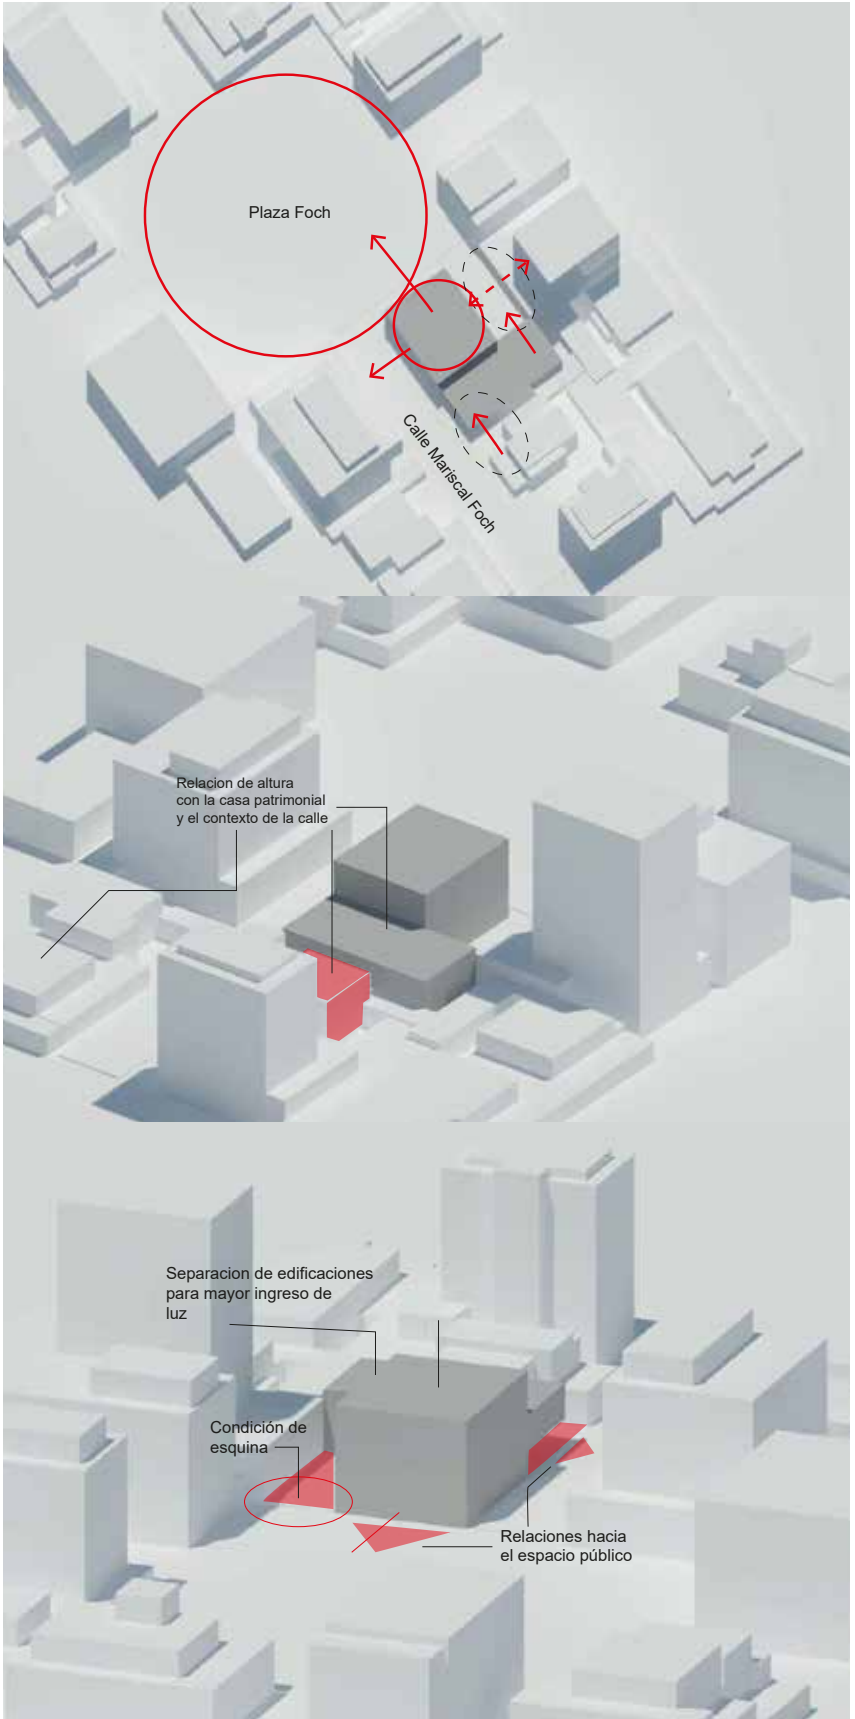 Plaza Foch
Calle Mariscal Foch
Relacion de altura
con la casa patrimonial
y el contexto de la calle
Separacion de edificaciones
para mayor ingreso de
luz
Condición de
esquina
Relaciones hacia
el espacio público